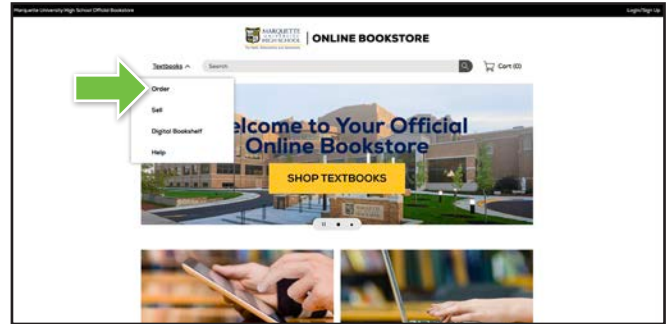 Marquette University High School Official Bookstore
Login/Sign Up
MARQUETTE
UNIVERSITY
HIGH SCHOOL
ONLINE BOOKSTORE
Textbooks
Search
Cart (0)
Order
Sell
Digital Bookshelf
Help
elcome to Your Official
Online Bookstore
SHOP TEXTBOOKS